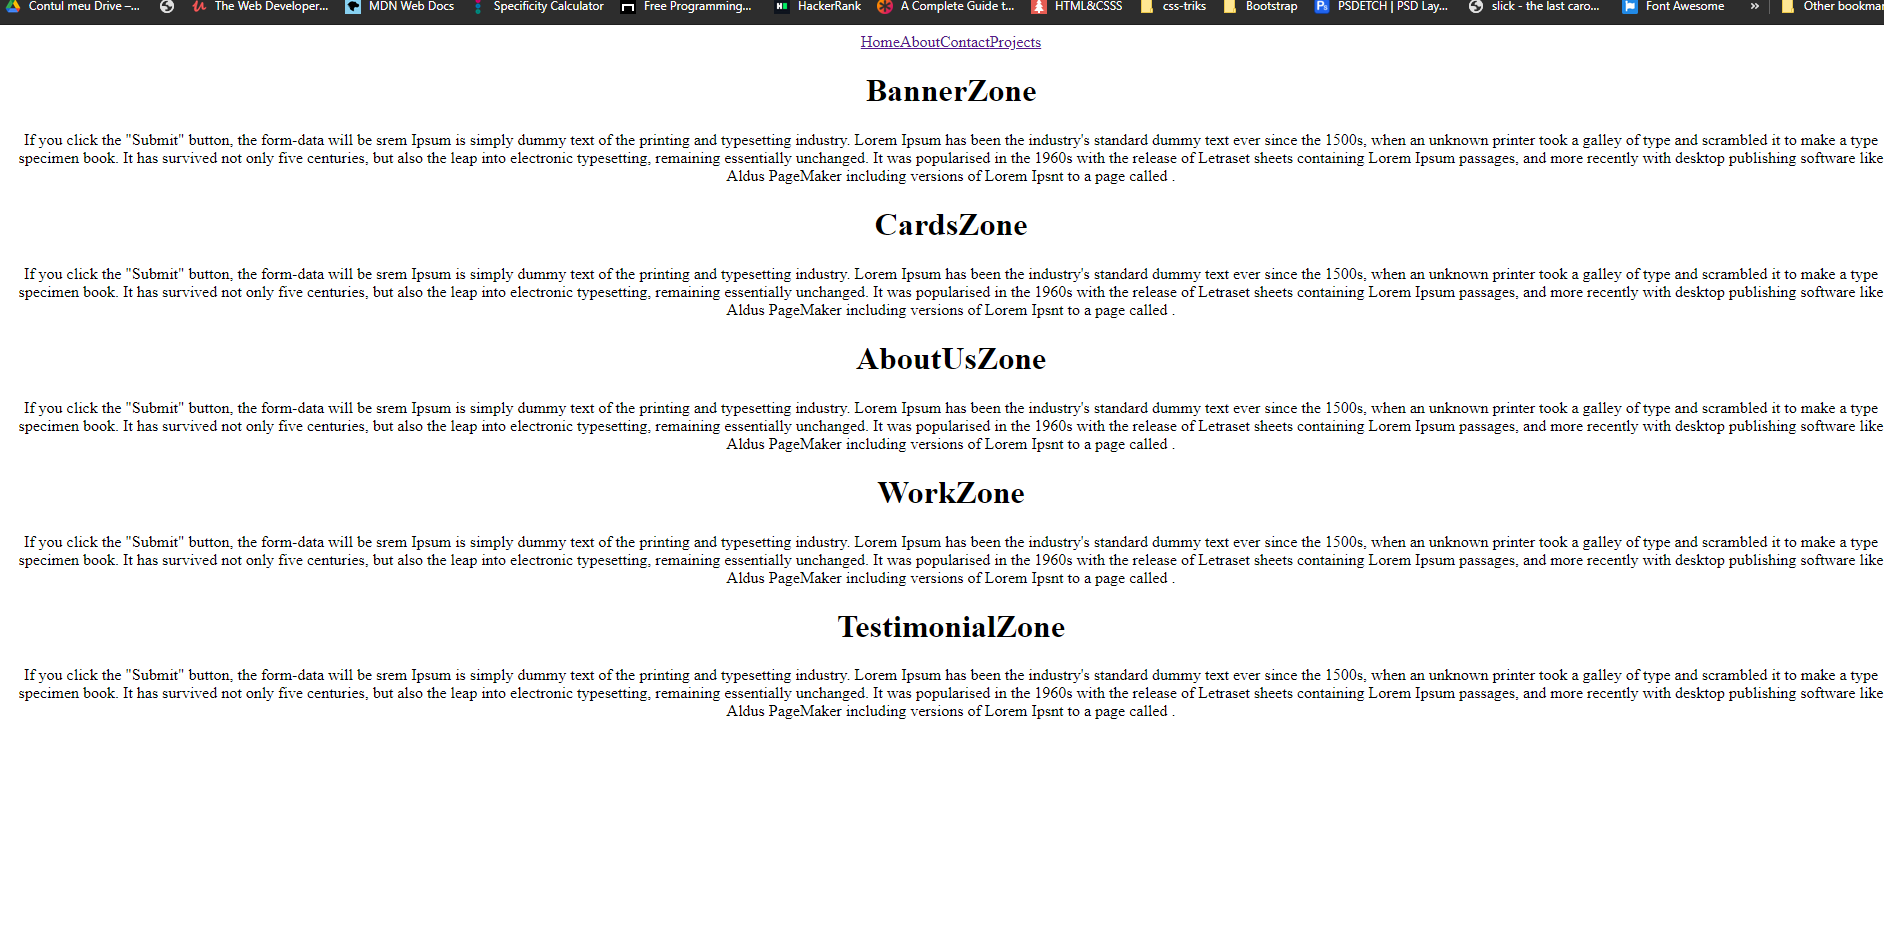 Contul meu Drive –... The Web Developer... MDN Web Docs Specificity Calculator Free Programming... HackerRank A Complete Guide t... HTML&CSSS css-triks Bootstrap PSDETCH | PSD Lay... slick - the last caro... Font Awesome » Other bookmar
HomeAboutContactProjects
BannerZone
If you click the "Submit" button, the form-data will be srem Ipsum is simply dummy text of the printing and typesetting industry. Lorem Ipsum has been the industry's standard dummy text ever since the 1500s, when an unknown printer took a galley of type and scrambled it to make a type
specimen book. It has survived not only five centuries, but also the leap into electronic typesetting, remaining essentially unchanged. It was popularised in the 1960s with the release of Letraset sheets containing Lorem Ipsum passages, and more recently with desktop publishing software like
Aldus PageMaker including versions of Lorem Ipsnt to a page called .
CardsZone
If you click the "Submit" button, the form-data will be srem Ipsum is simply dummy text of the printing and typesetting industry. Lorem Ipsum has been the industry's standard dummy text ever since the 1500s, when an unknown printer took a galley of type and scrambled it to make a type
specimen book. It has survived not only five centuries, but also the leap into electronic typesetting, remaining essentially unchanged. It was popularised in the 1960s with the release of Letraset sheets containing Lorem Ipsum passages, and more recently with desktop publishing software like
Aldus PageMaker including versions of Lorem Ipsnt to a page called .
AboutUsZone
If you click the "Submit" button, the form-data will be srem Ipsum is simply dummy text of the printing and typesetting industry. Lorem Ipsum has been the industry's standard dummy text ever since the 1500s, when an unknown printer took a galley of type and scrambled it to make a type
specimen book. It has survived not only five centuries, but also the leap into electronic typesetting, remaining essentially unchanged. It was popularised in the 1960s with the release of Letraset sheets containing Lorem Ipsum passages, and more recently with desktop publishing software like
Aldus PageMaker including versions of Lorem Ipsnt to a page called .
WorkZone
If you click the "Submit" button, the form-data will be srem Ipsum is simply dummy text of the printing and typesetting industry. Lorem Ipsum has been the industry's standard dummy text ever since the 1500s, when an unknown printer took a galley of type and scrambled it to make a type
specimen book. It has survived not only five centuries, but also the leap into electronic typesetting, remaining essentially unchanged. It was popularised in the 1960s with the release of Letraset sheets containing Lorem Ipsum passages, and more recently with desktop publishing software like
Aldus PageMaker including versions of Lorem Ipsnt to a page called .
TestimonialZone
If you click the "Submit" button, the form-data will be srem Ipsum is simply dummy text of the printing and typesetting industry. Lorem Ipsum has been the industry's standard dummy text ever since the 1500s, when an unknown printer took a galley of type and scrambled it to make a type
specimen book. It has survived not only five centuries, but also the leap into electronic typesetting, remaining essentially unchanged. It was popularised in the 1960s with the release of Letraset sheets containing Lorem Ipsum passages, and more recently with desktop publishing software like
Aldus PageMaker including versions of Lorem Ipsnt to a page called .